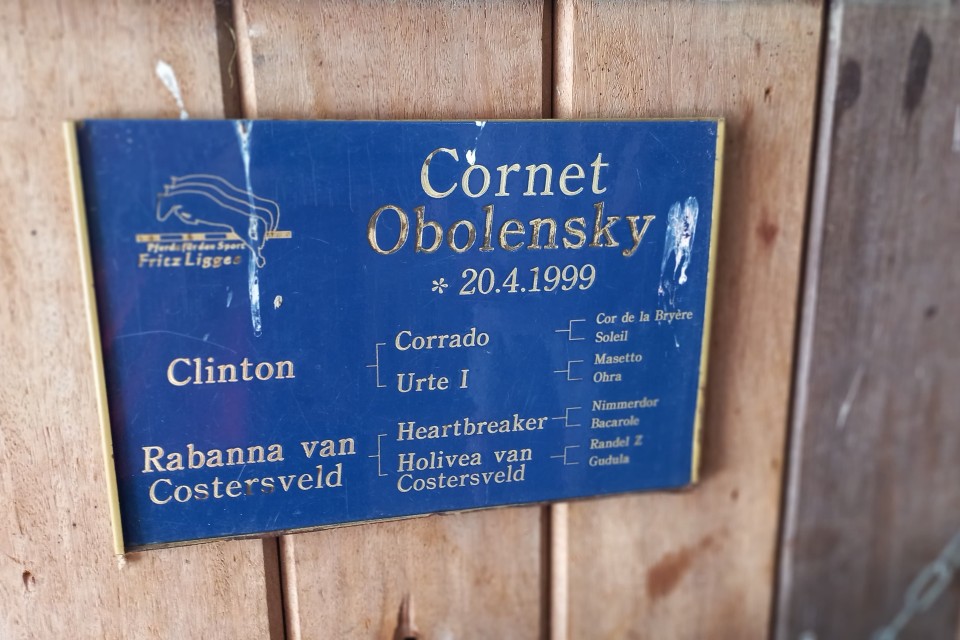 Cornet
Obolensky
* 20.4.1999
Pferde für den Sport
Fritz Ligges
Clinton
Corrado
Urte I
Cor de la Bryère
Soleil
Masetto
Ohra
Rabanna van
Costersveld
Heartbreaker
Holivea van
Costersveld
Nimmerdor
Bacarole
Randel Z
Gudula